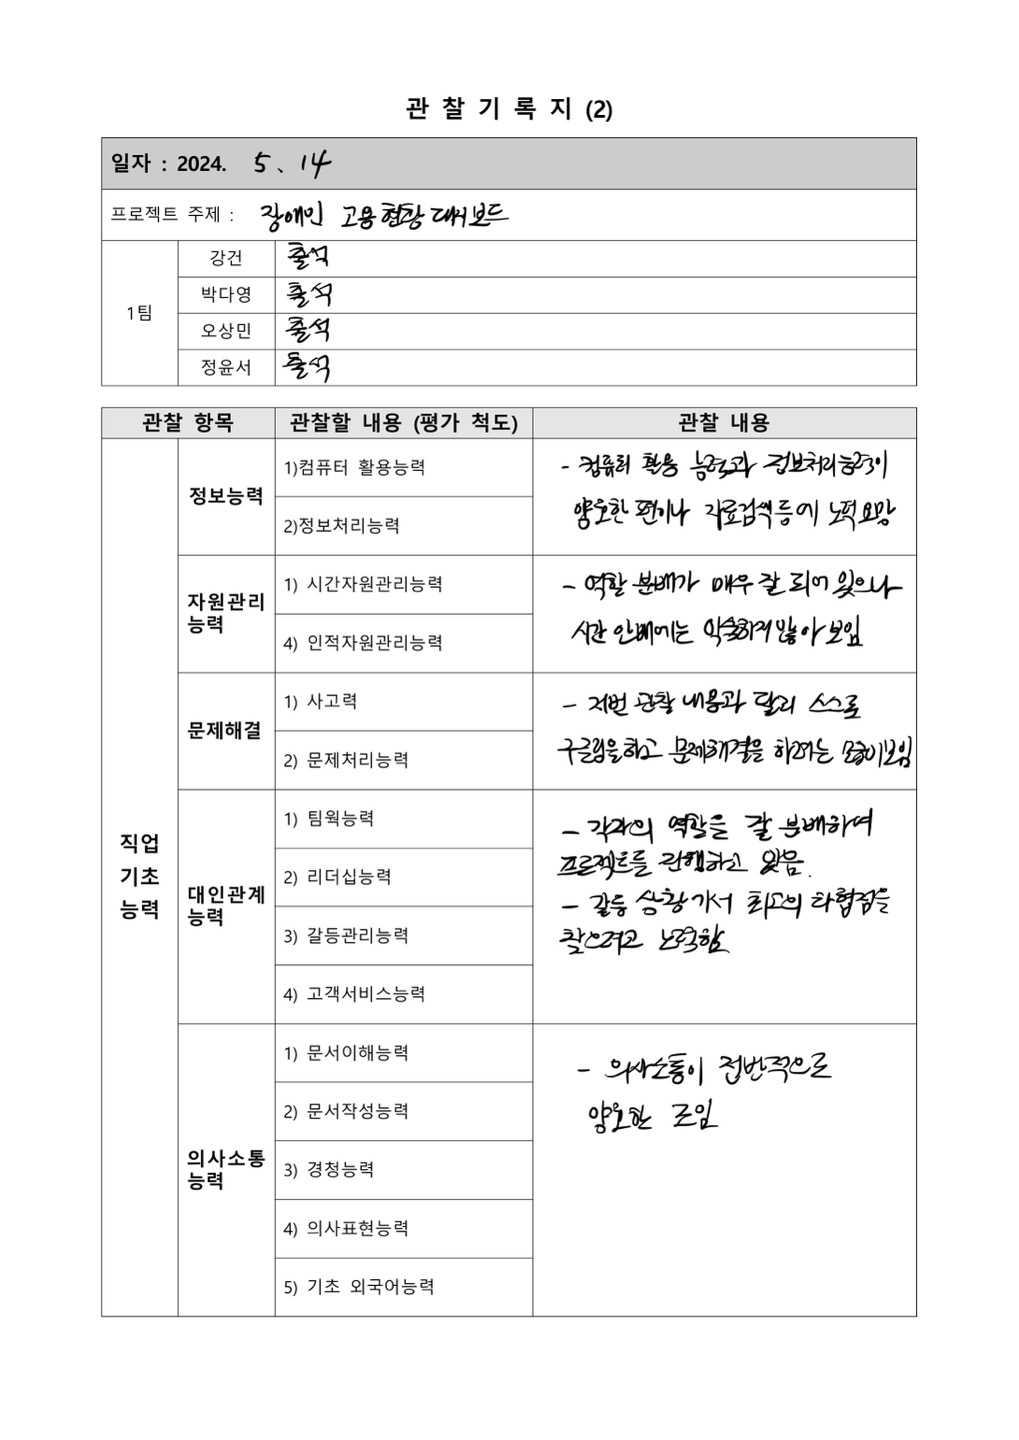 관 찰 기 록 지 (2)
일자 : 2024. 5. 14
프로젝트 주제 : 장애인 고용현황 대시보드
1팀
강건 출석
박다영 출석
오상민 출석
정윤서 출석
관찰 항목 관찰할 내용 (평가 척도) 관찰 내용
직업
기초
능력
정보능력
1)컴퓨터 활용능력
2)정보처리능력
- 컴퓨터 활용 능력과 정보처리능력이
양호한 편이나 자료검색등에 노력요망
자원관리
능력
1) 시간자원관리능력
4) 인적자원관리능력
- 역할 분배가 매우 잘 되어 있으나
시간 안배에는 익숙하지않아 보임
문제해결
1) 사고력
2) 문제처리능력
- 저번 관찰 내용과 달리 스스로
구글링을하고 문제해결을 하려는 모습이보임
대인관계
능력
1) 팀웍능력
2) 리더십능력
3) 갈등관리능력
4) 고객서비스능력
- 각각의 역할을 잘 분배하여
프로젝트를 진행하고 있음.
- 갈등 상황에서 최고의 타협점을
찾으려고 노력함
의사소통
능력
1) 문서이해능력
2) 문서작성능력
3) 경청능력
4) 의사표현능력
5) 기초 외국어능력
- 의사소통이 전반적으로
양호한 모임